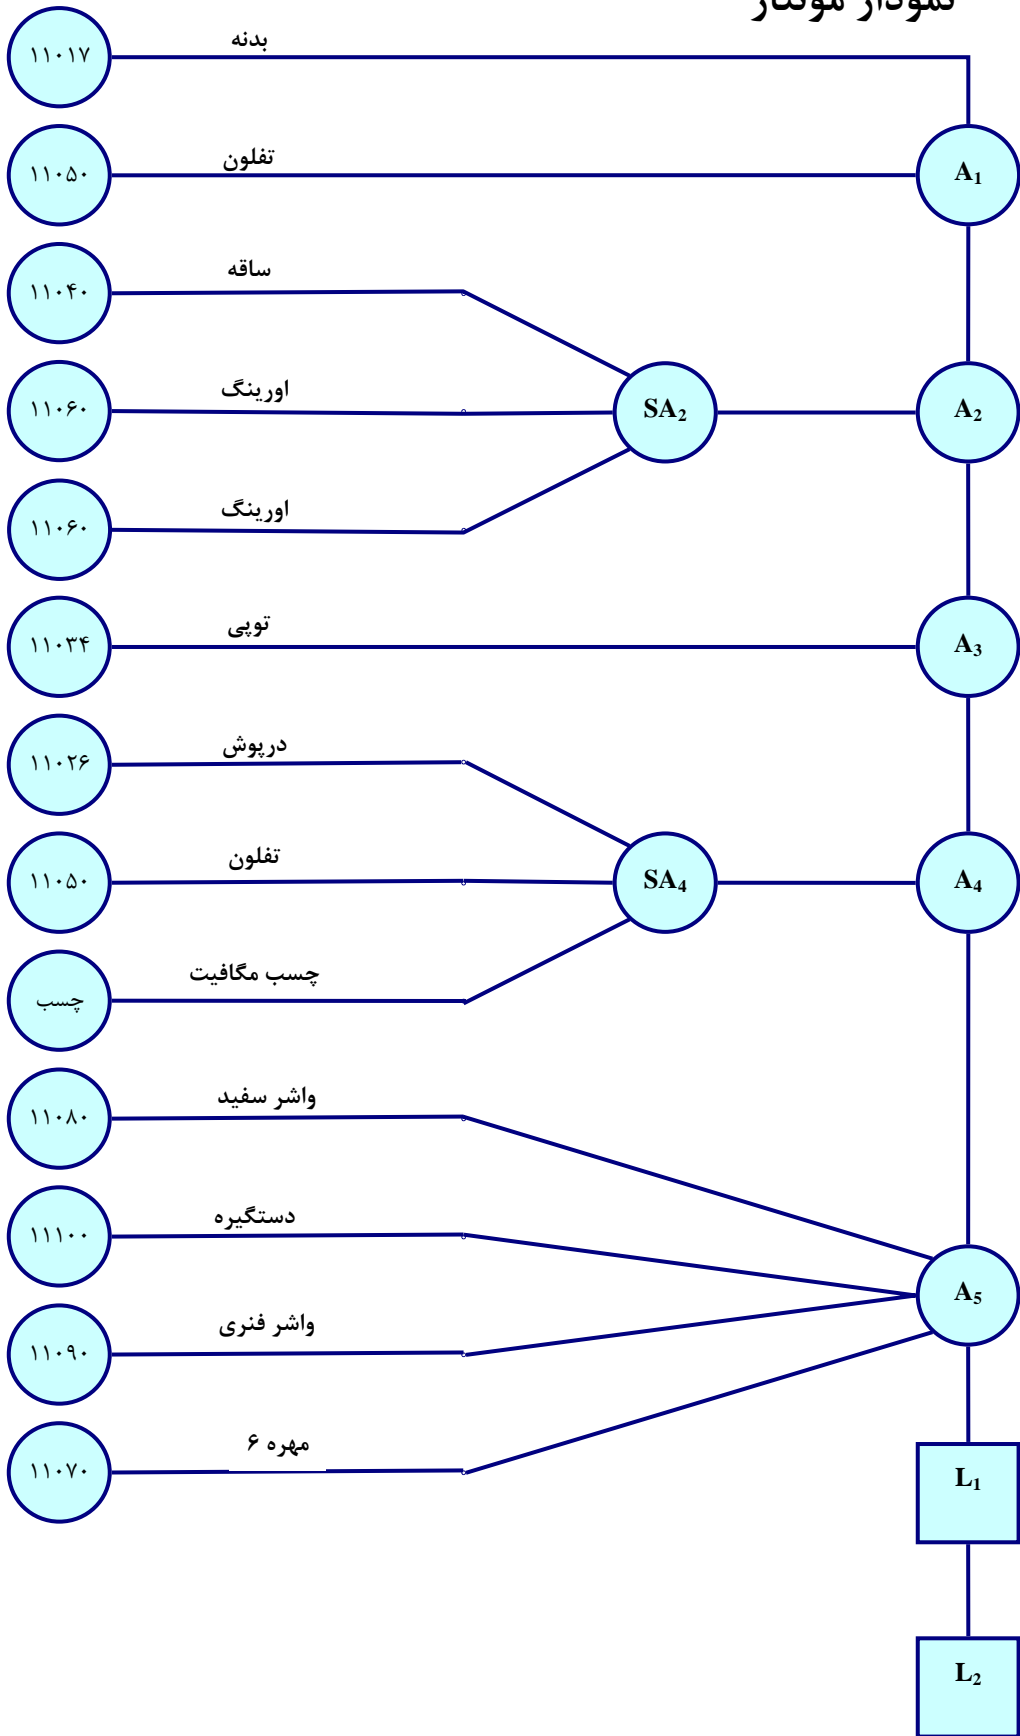 نمودار مونتاژ
۱۱۰۱۷ بدنه
۱۱۰۵۰ تفلون A₁
۱۱۰۴۰ ساقه
۱۱۰۶۰ اورینگ SA₂ A₂
۱۱۰۶۰ اورینگ
۱۱۰۳۴ توپی A₃
۱۱۰۲۶ درپوش
۱۱۰۵۰ تفلون SA₄ A₄
چسب چسب مگافیت
۱۱۰۸۰ واشر سفید
۱۱۱۰۰ دستگیره
A₅
۱۱۰۹۰ واشر فنری
۱۱۰۷۰ مهره ۶
L₁
L₂